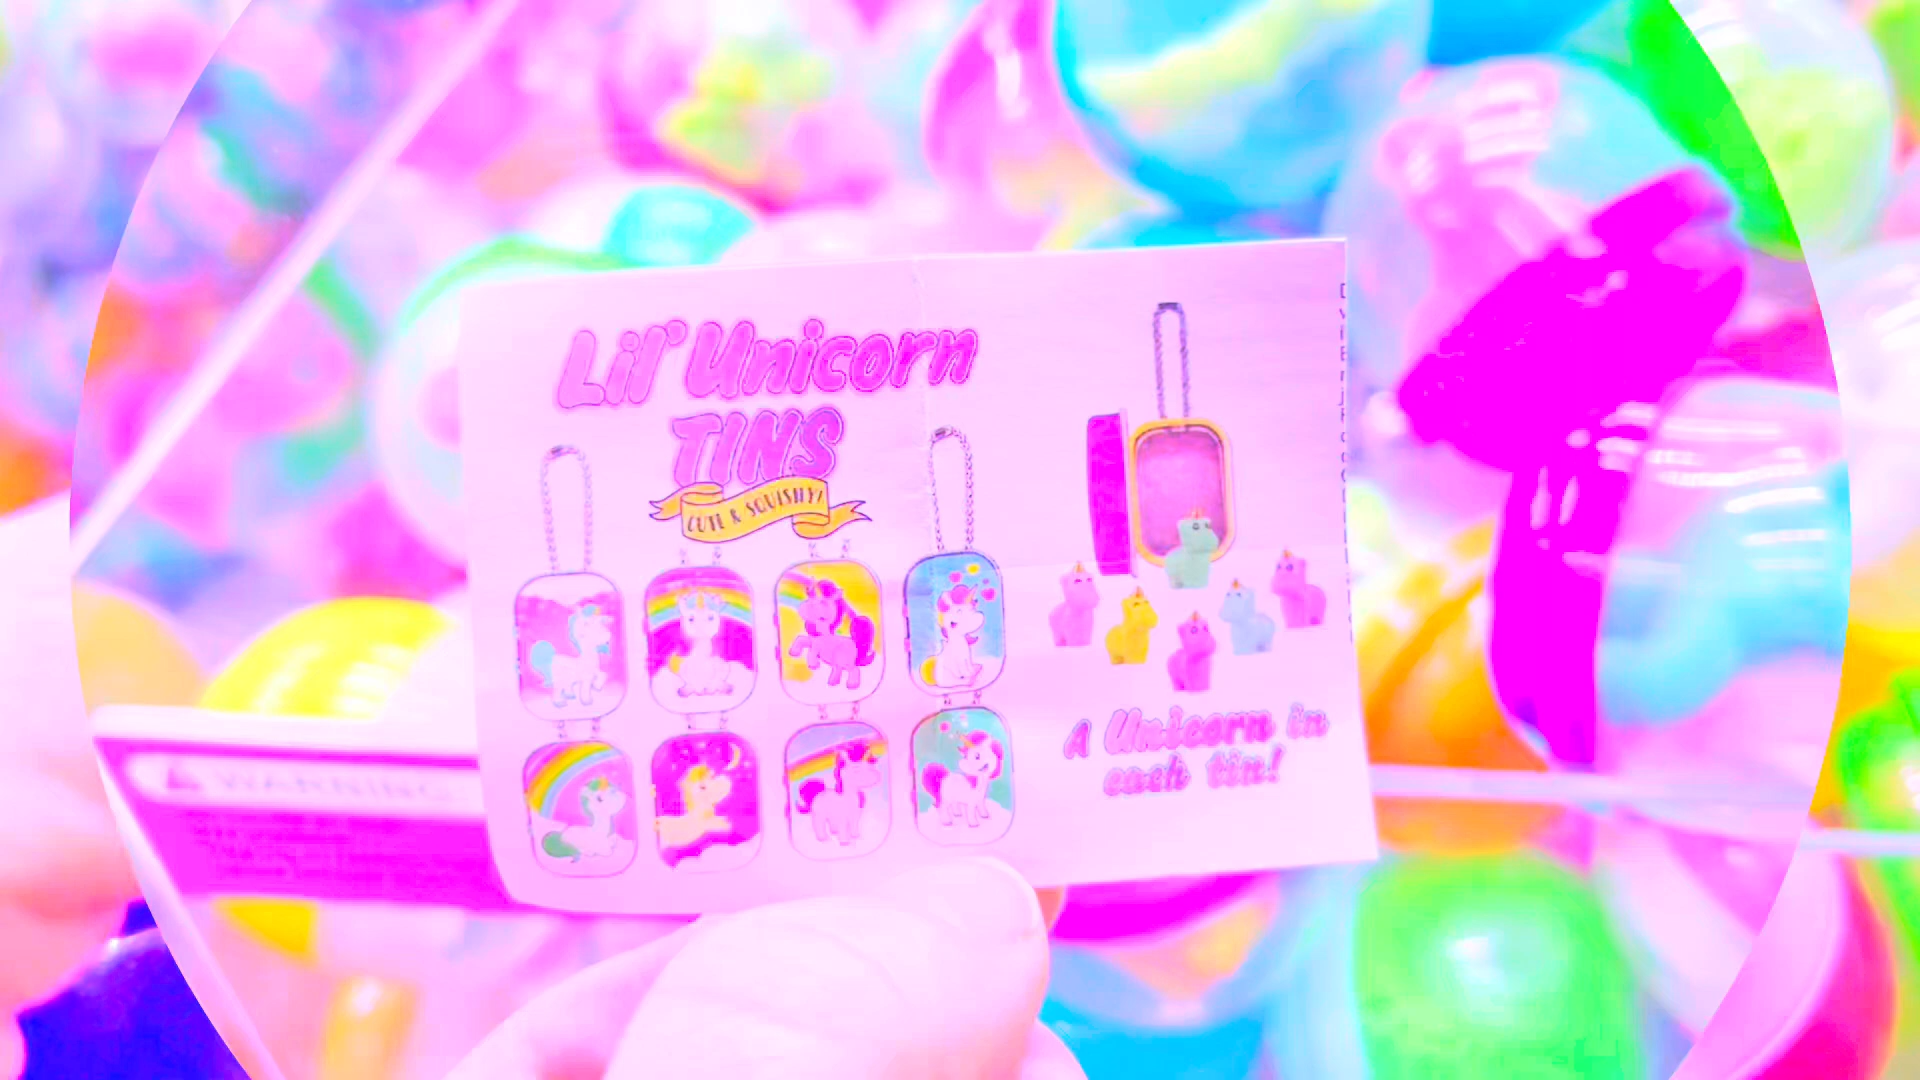 Lil' Unicorn
TINS
CUTE & SQUISHY!
A Unicorn in
each tin!
WARNING